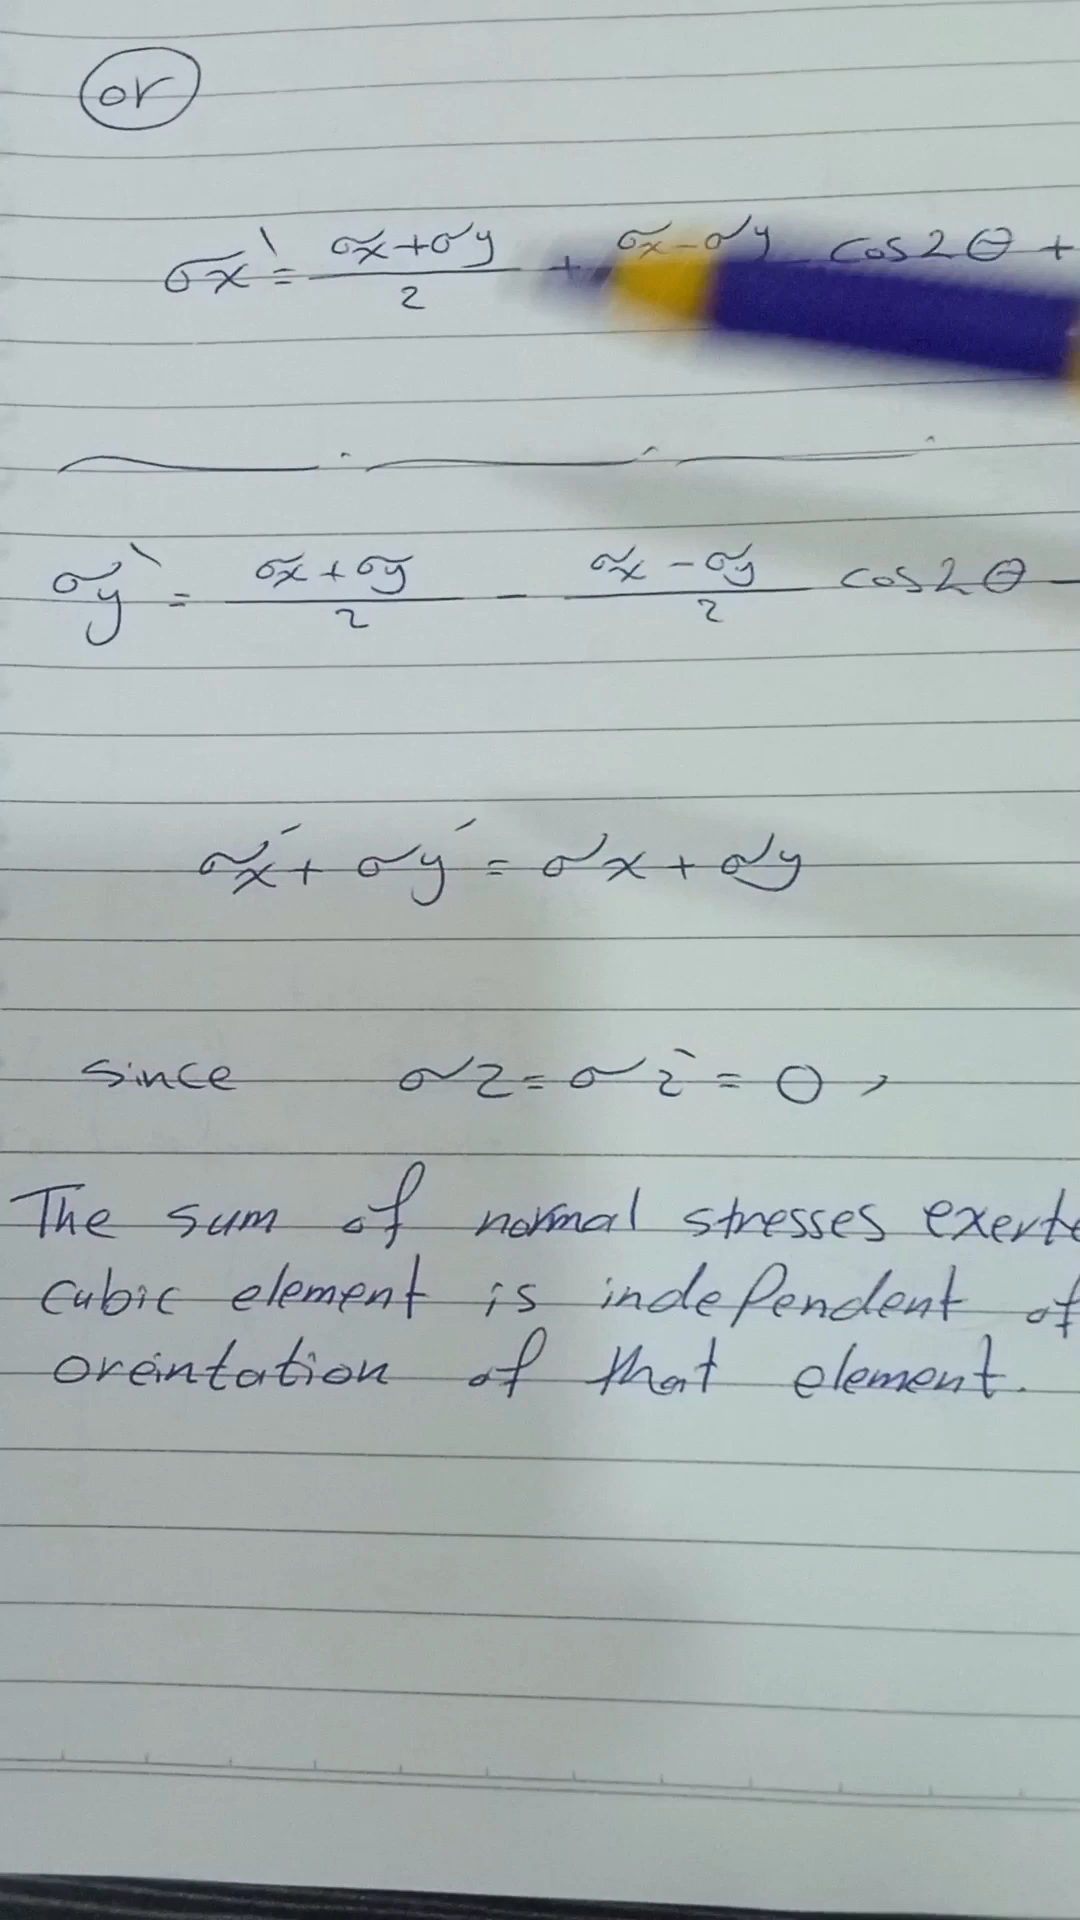 or
σx' = σx+σy / 2 + σx-σy cos2θ +
σy' = σx+σy / 2 - σx-σy / 2 cos2θ -
σx' + σy' = σx + σy
since σz = σz' = 0,
The sum of normal stresses exerte
cubic element is independent of
oreintation of that element.